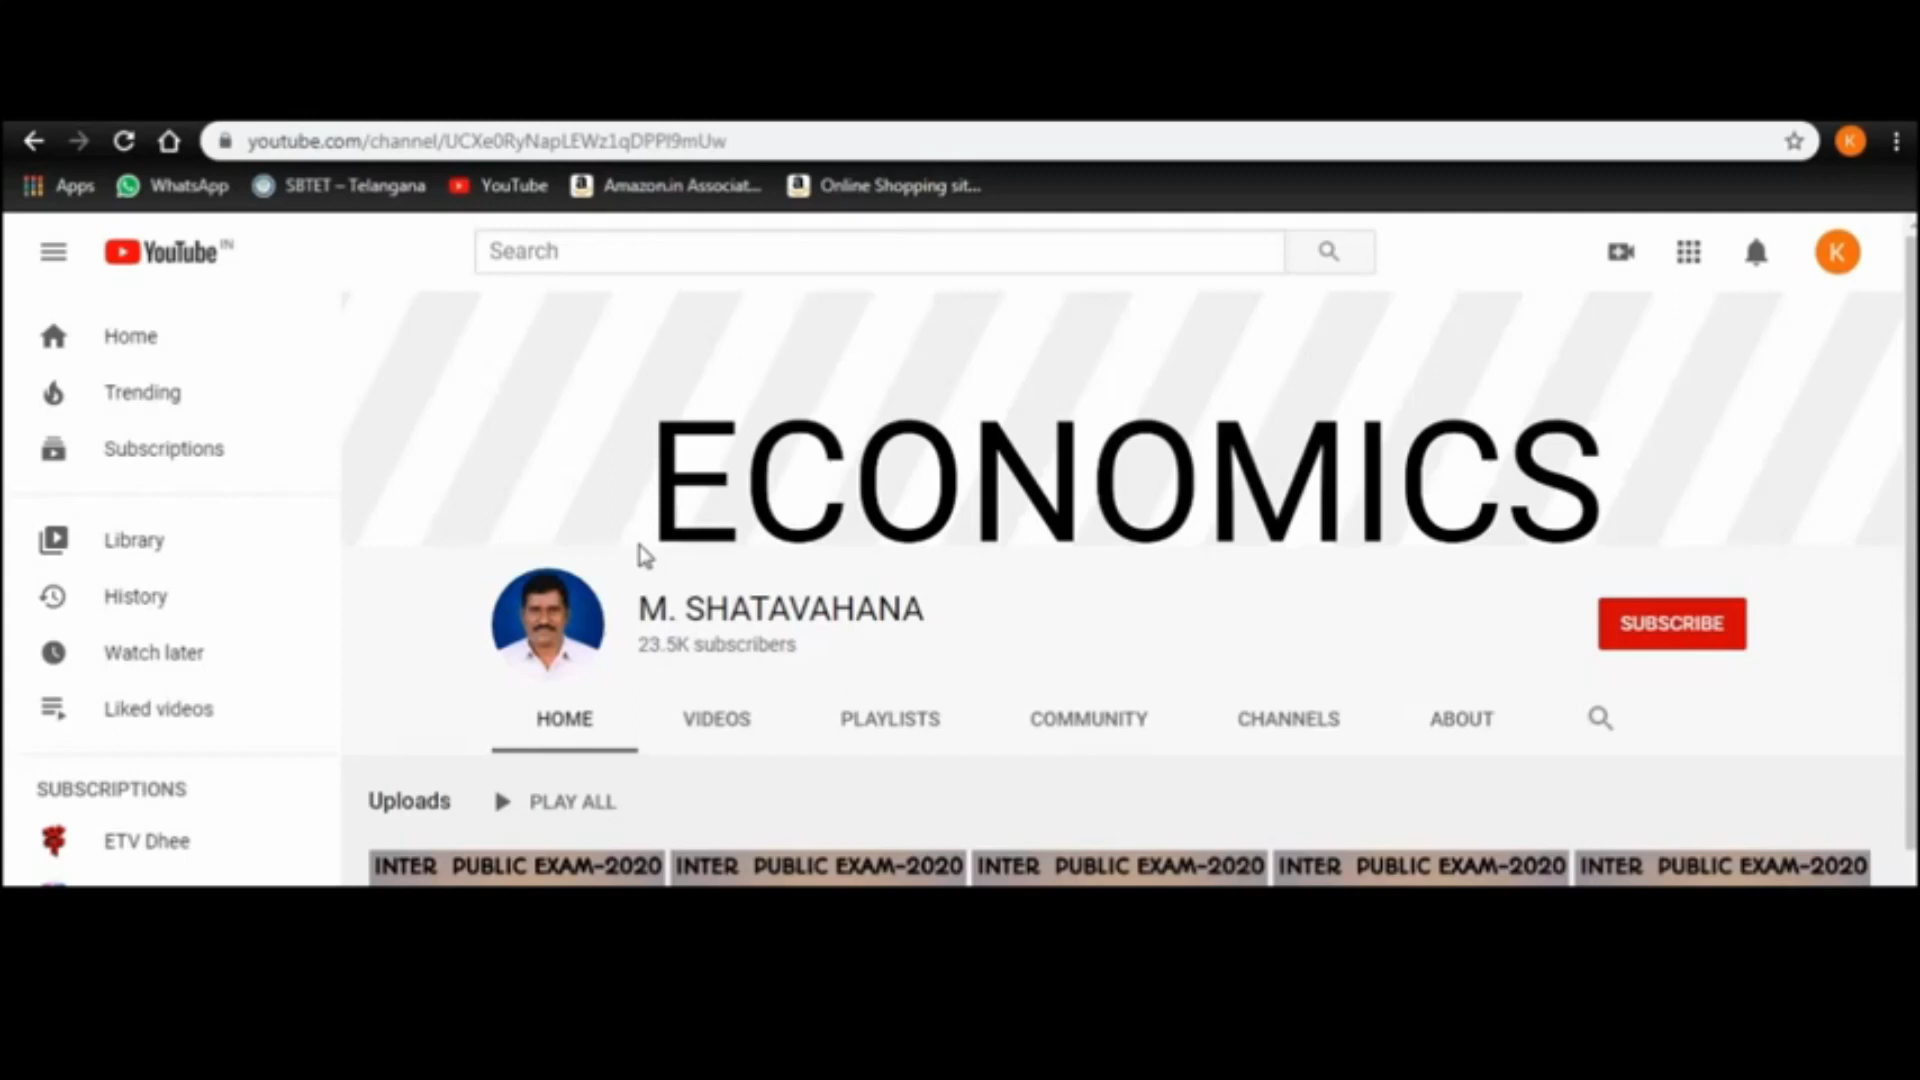 youtube.com/channel/UCXe0RyNapLEWz1qDPPI9mUw
K
Apps WhatsApp SBTET – Telangana YouTube Amazon.in Associat... Online Shopping sit...
YouTube IN
Search
K
Home
Trending
Subscriptions
ECONOMICS
Library
History
Watch later
Liked videos
M. SHATAVAHANA
23.5K subscribers
SUBSCRIBE
HOME VIDEOS PLAYLISTS COMMUNITY CHANNELS ABOUT
SUBSCRIPTIONS
ETV Dhee
Uploads PLAY ALL
INTER PUBLIC EXAM-2020 INTER PUBLIC EXAM-2020 INTER PUBLIC EXAM-2020 INTER PUBLIC EXAM-2020 INTER PUBLIC EXAM-2020